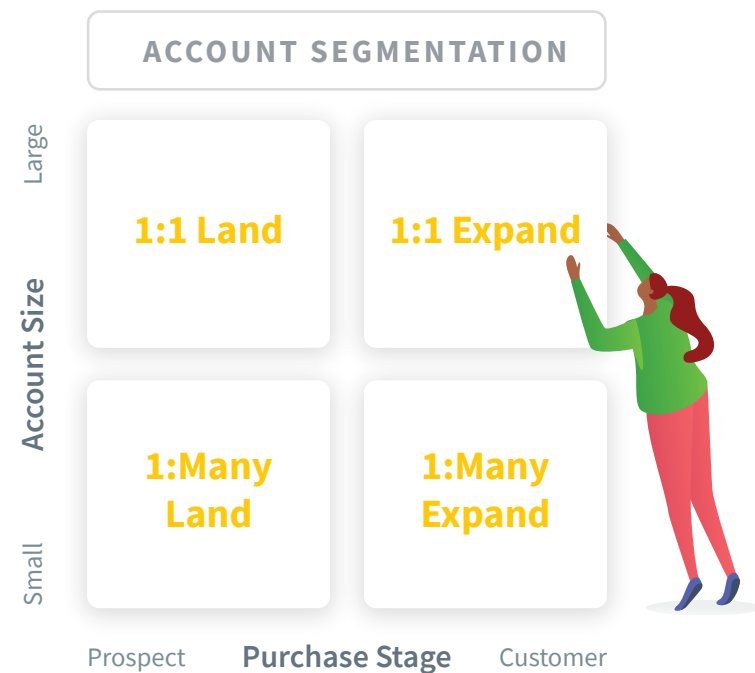 ACCOUNT SEGMENTATION
Large
Account Size
Small
1:1 Land
1:1 Expand
1:Many
Land
1:Many
Expand
Prospect
Purchase Stage
Customer